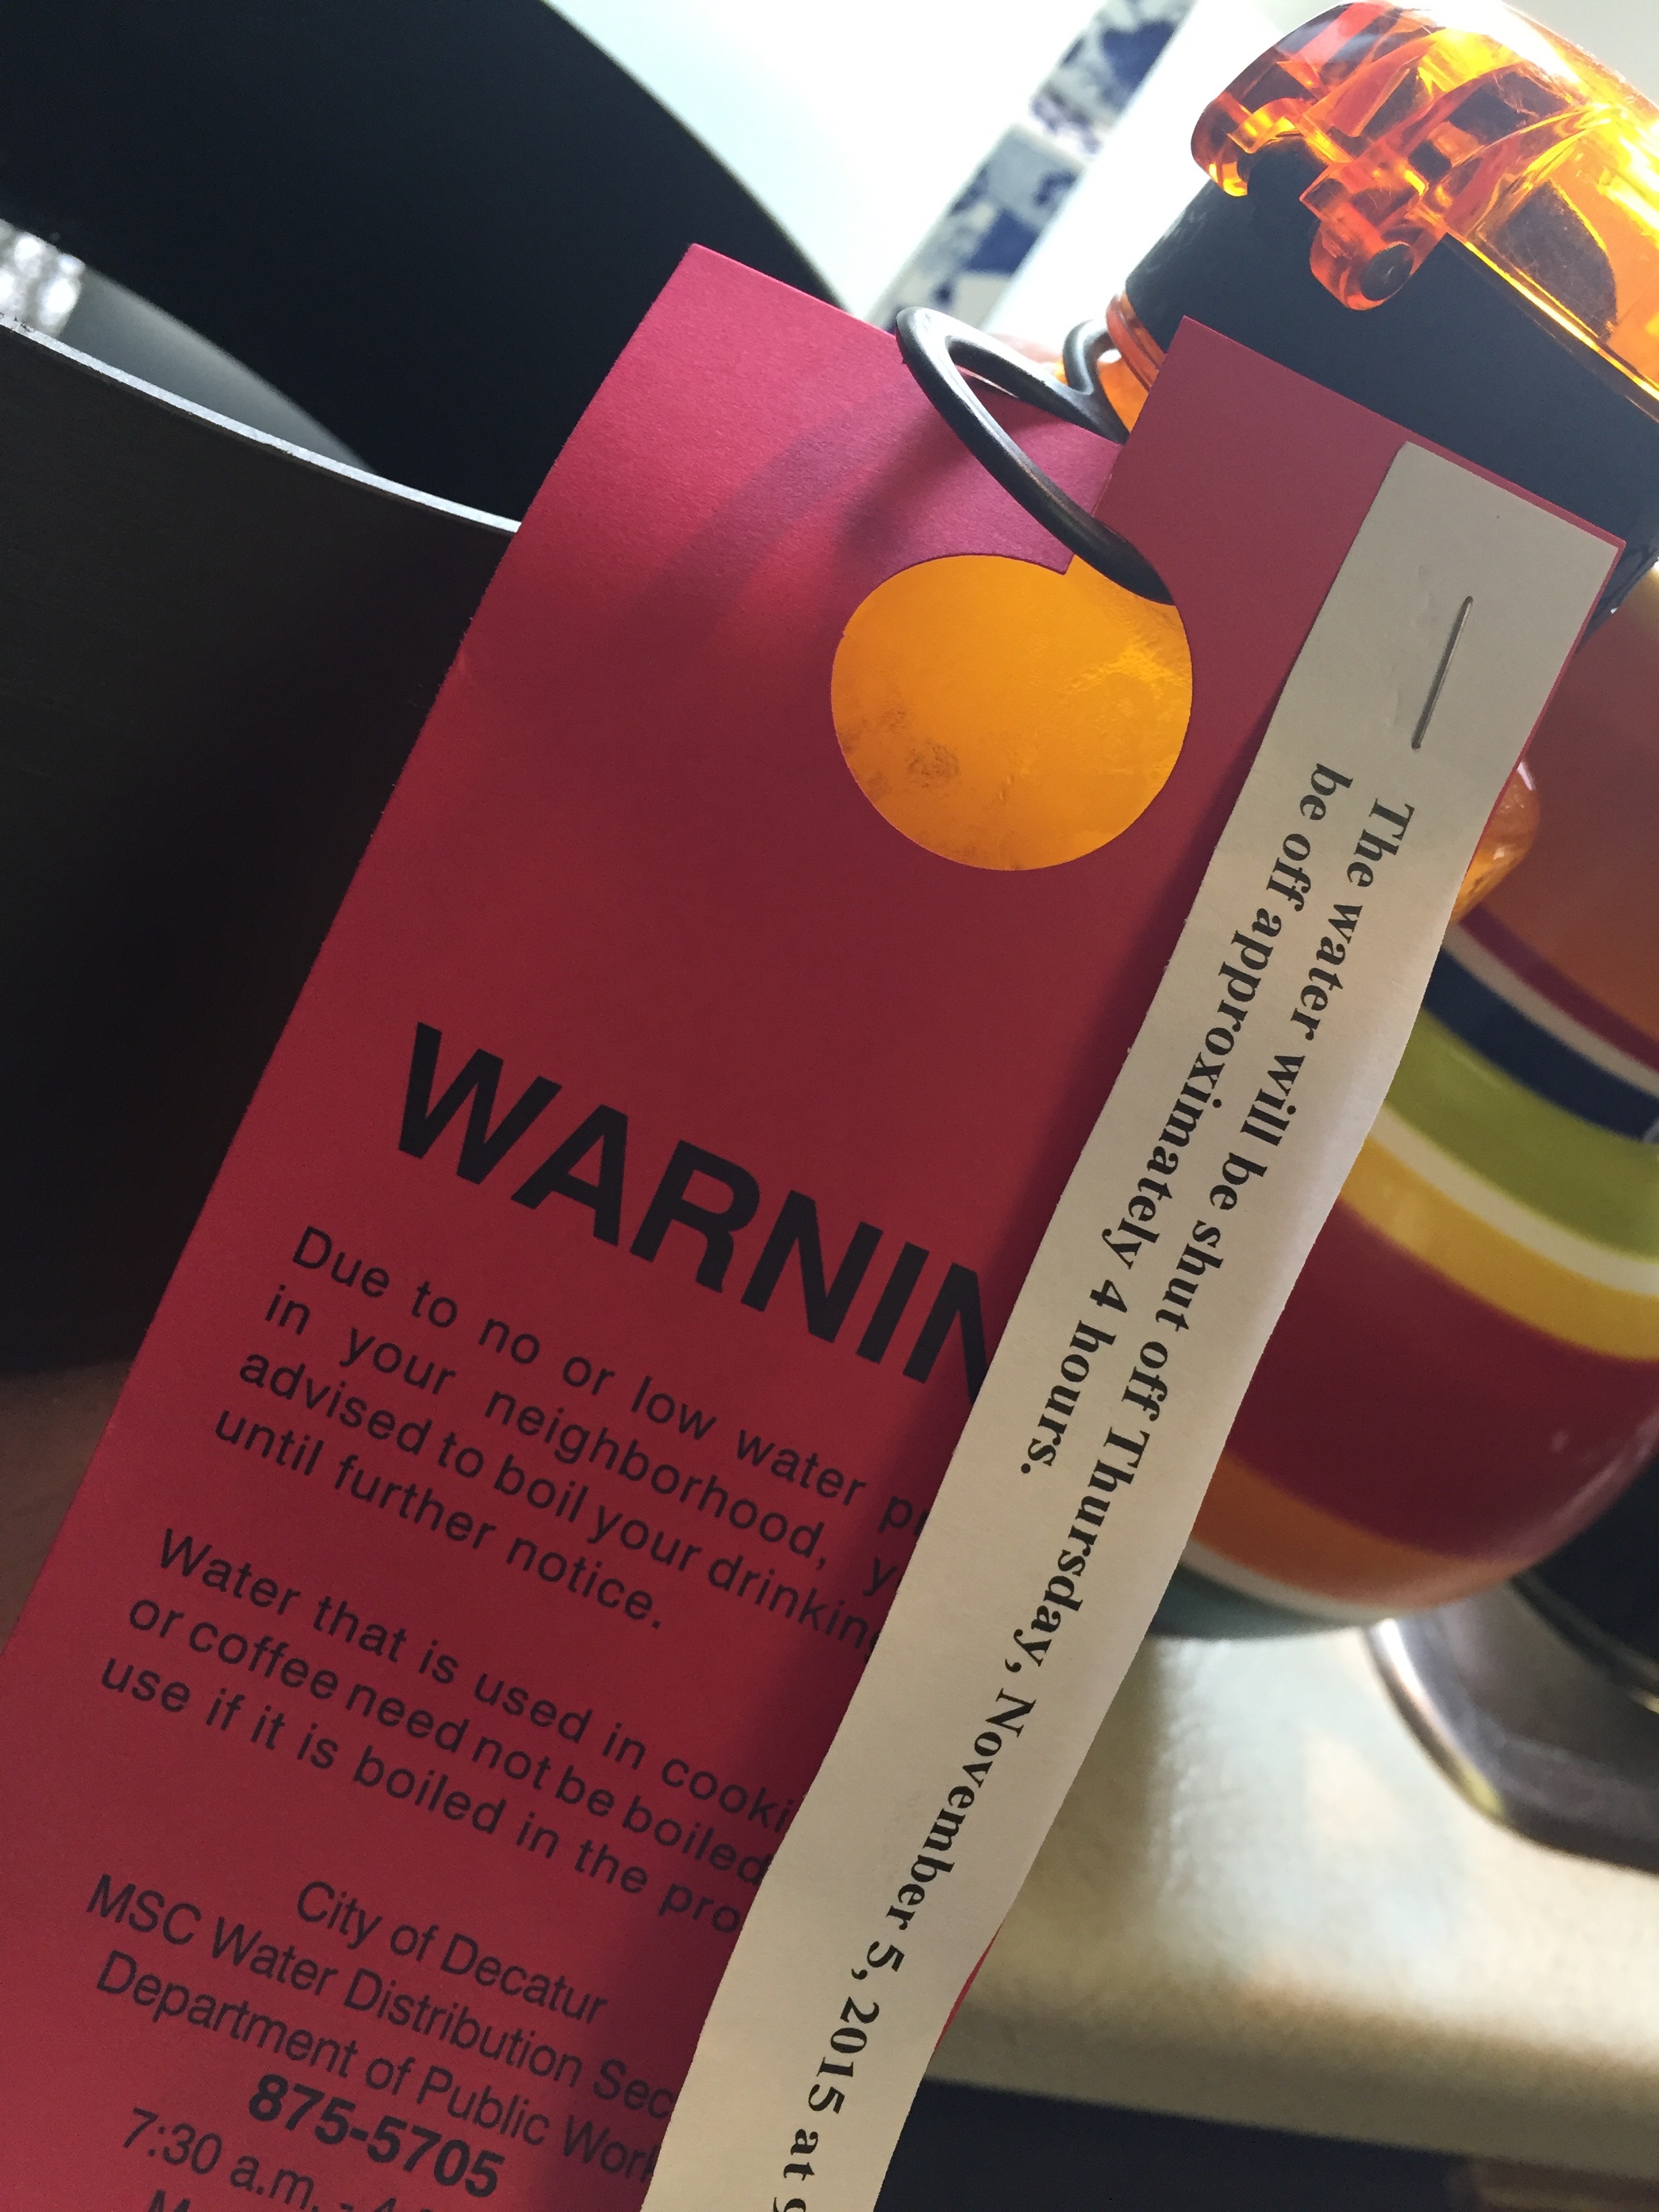 WARNIN
Due to no or low water
in your neighborhood,
advised to boil your drinking
until further notice.
Water that is used in cooki
or coffee need not be boiled
use if it is boiled in the pro
City of Decatur
MSC Water Distribution Sec
Department of Public Work
875-5705
7:30 a.m. - 4
The water will be shut off Thursday, November 5, 2015 at
be off approximately 4 hours.